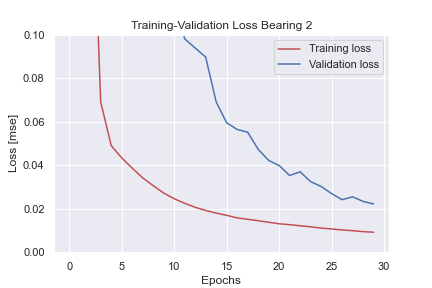 Training-Validation Loss Bearing 2
Training loss
Validation loss
Loss [mse]
0.10
0.08
0.06
0.04
0.02
0.00
0 5 10 15 20 25 30
Epochs